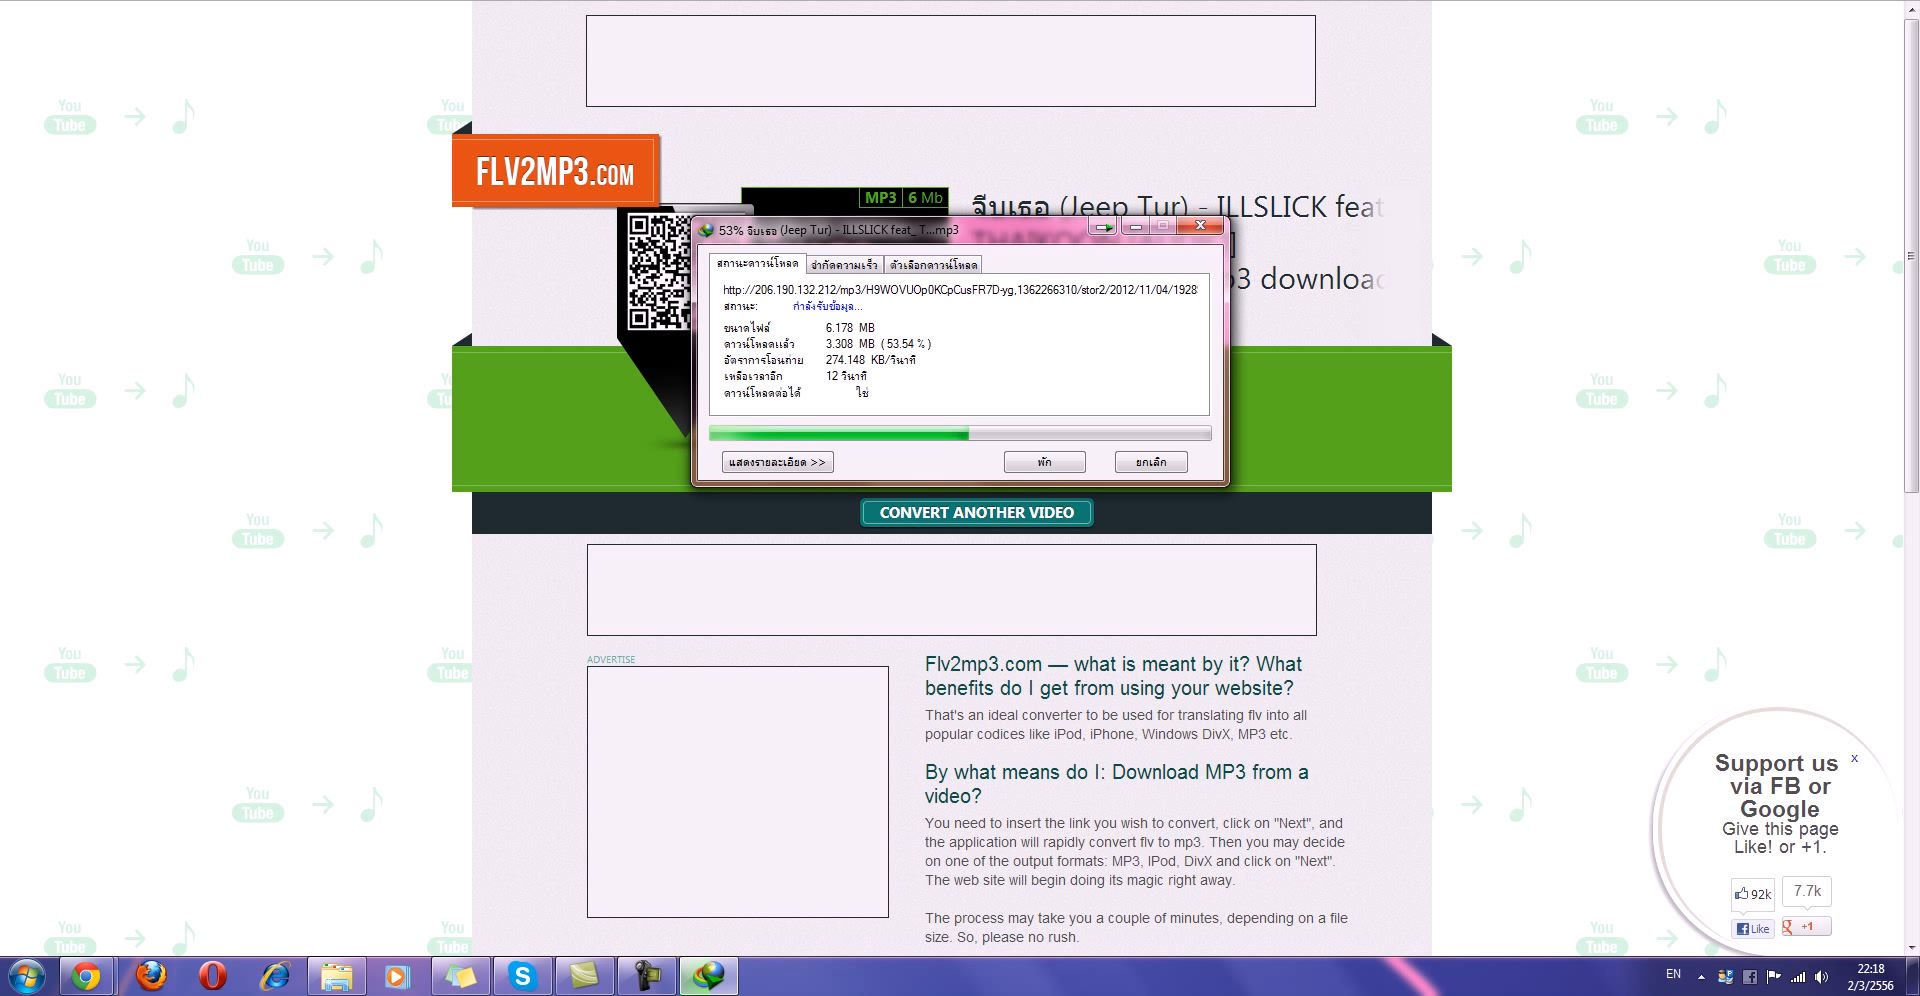 FLV2MP3.COM
MP3 6 Mb
จีบเธอ (Jeep Tur) - ILLSLICK feat
p3 download
53% จีบเธอ (Jeep Tur) - ILLSLICK feat_ T...mp3
สถานะดาวน์โหลด จำกัดความเร็ว ตัวเลือกดาวน์โหลด
http://206.190.132.212/mp3/H9WOVUOp0KCpCusFR7D-yg,1362266310/stor2/2012/11/04/1928
สถานะ: กำลังรับข้อมูล...
ขนาดไฟล์ 6.178 MB
ดาวน์โหลดแล้ว 3.308 MB ( 53.54 % )
อัตราการโอนถ่าย 274.148 KB/วินาที
เหลือเวลาอีก 12 วินาที
ดาวน์โหลดต่อได้ ใช่
แสดงรายละเอียด >> พัก ยกเลิก
CONVERT ANOTHER VIDEO
ADVERTISE
Flv2mp3.com — what is meant by it? What
benefits do I get from using your website?
That's an ideal converter to be used for translating flv into all
popular codices like iPod, iPhone, Windows DivX, MP3 etc.
By what means do I: Download MP3 from a
video?
You need to insert the link you wish to convert, click on "Next", and
the application will rapidly convert flv to mp3. Then you may decide
on one of the output formats: MP3, IPod, DivX and click on "Next".
The web site will begin doing its magic right away.
The process may take you a couple of minutes, depending on a file
size. So, please no rush.
Support us x
via FB or
Google
Give this page
Like! or +1.
92k 7.7k
Like +1
You Tube
EN 22:18
2/3/2556